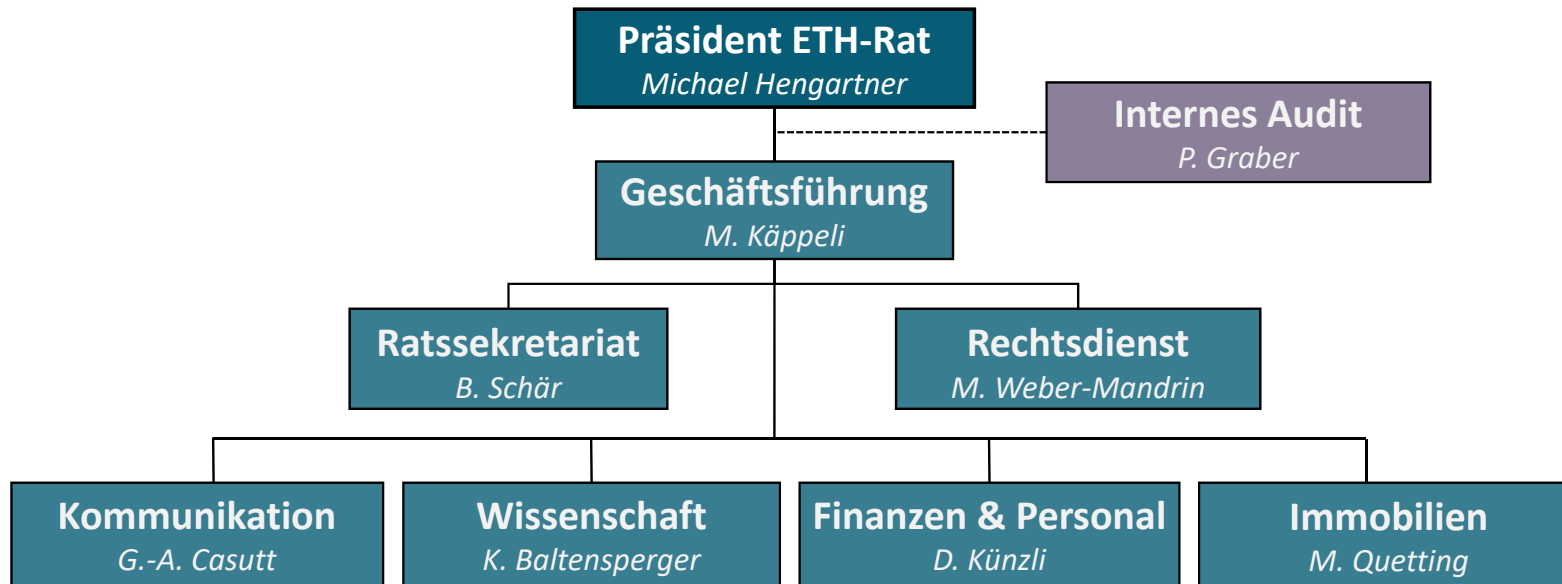 Präsident ETH-Rat
Michael Hengartner
Internes Audit
P. Graber
Geschäftsführung
M. Käppeli
Ratssekretariat
B. Schär
Rechtsdienst
M. Weber-Mandrin
Kommunikation
G.-A. Casutt
Wissenschaft
K. Baltensperger
Finanzen & Personal
D. Künzli
Immobilien
M. Quetting